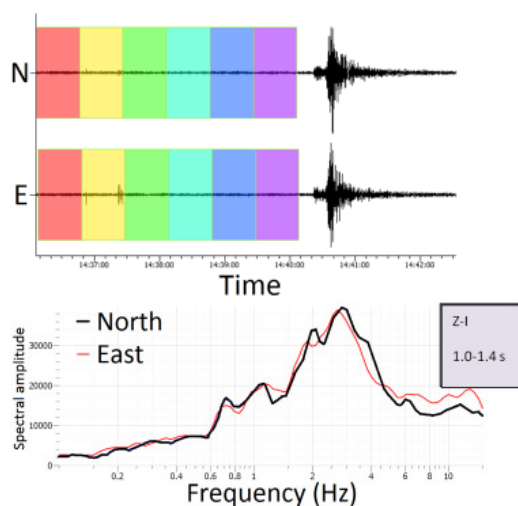 N
E
14:37:00 14:38:00 14:39:00 14:40:00 14:41:00 14:42:00
Time
Spectral amplitude
30000
20000
10000
0
North
East
Z-I
1.0-1.4 s
0.2 0.4 0.6 0.8 1 2 4 6 8 10
Frequency (Hz)